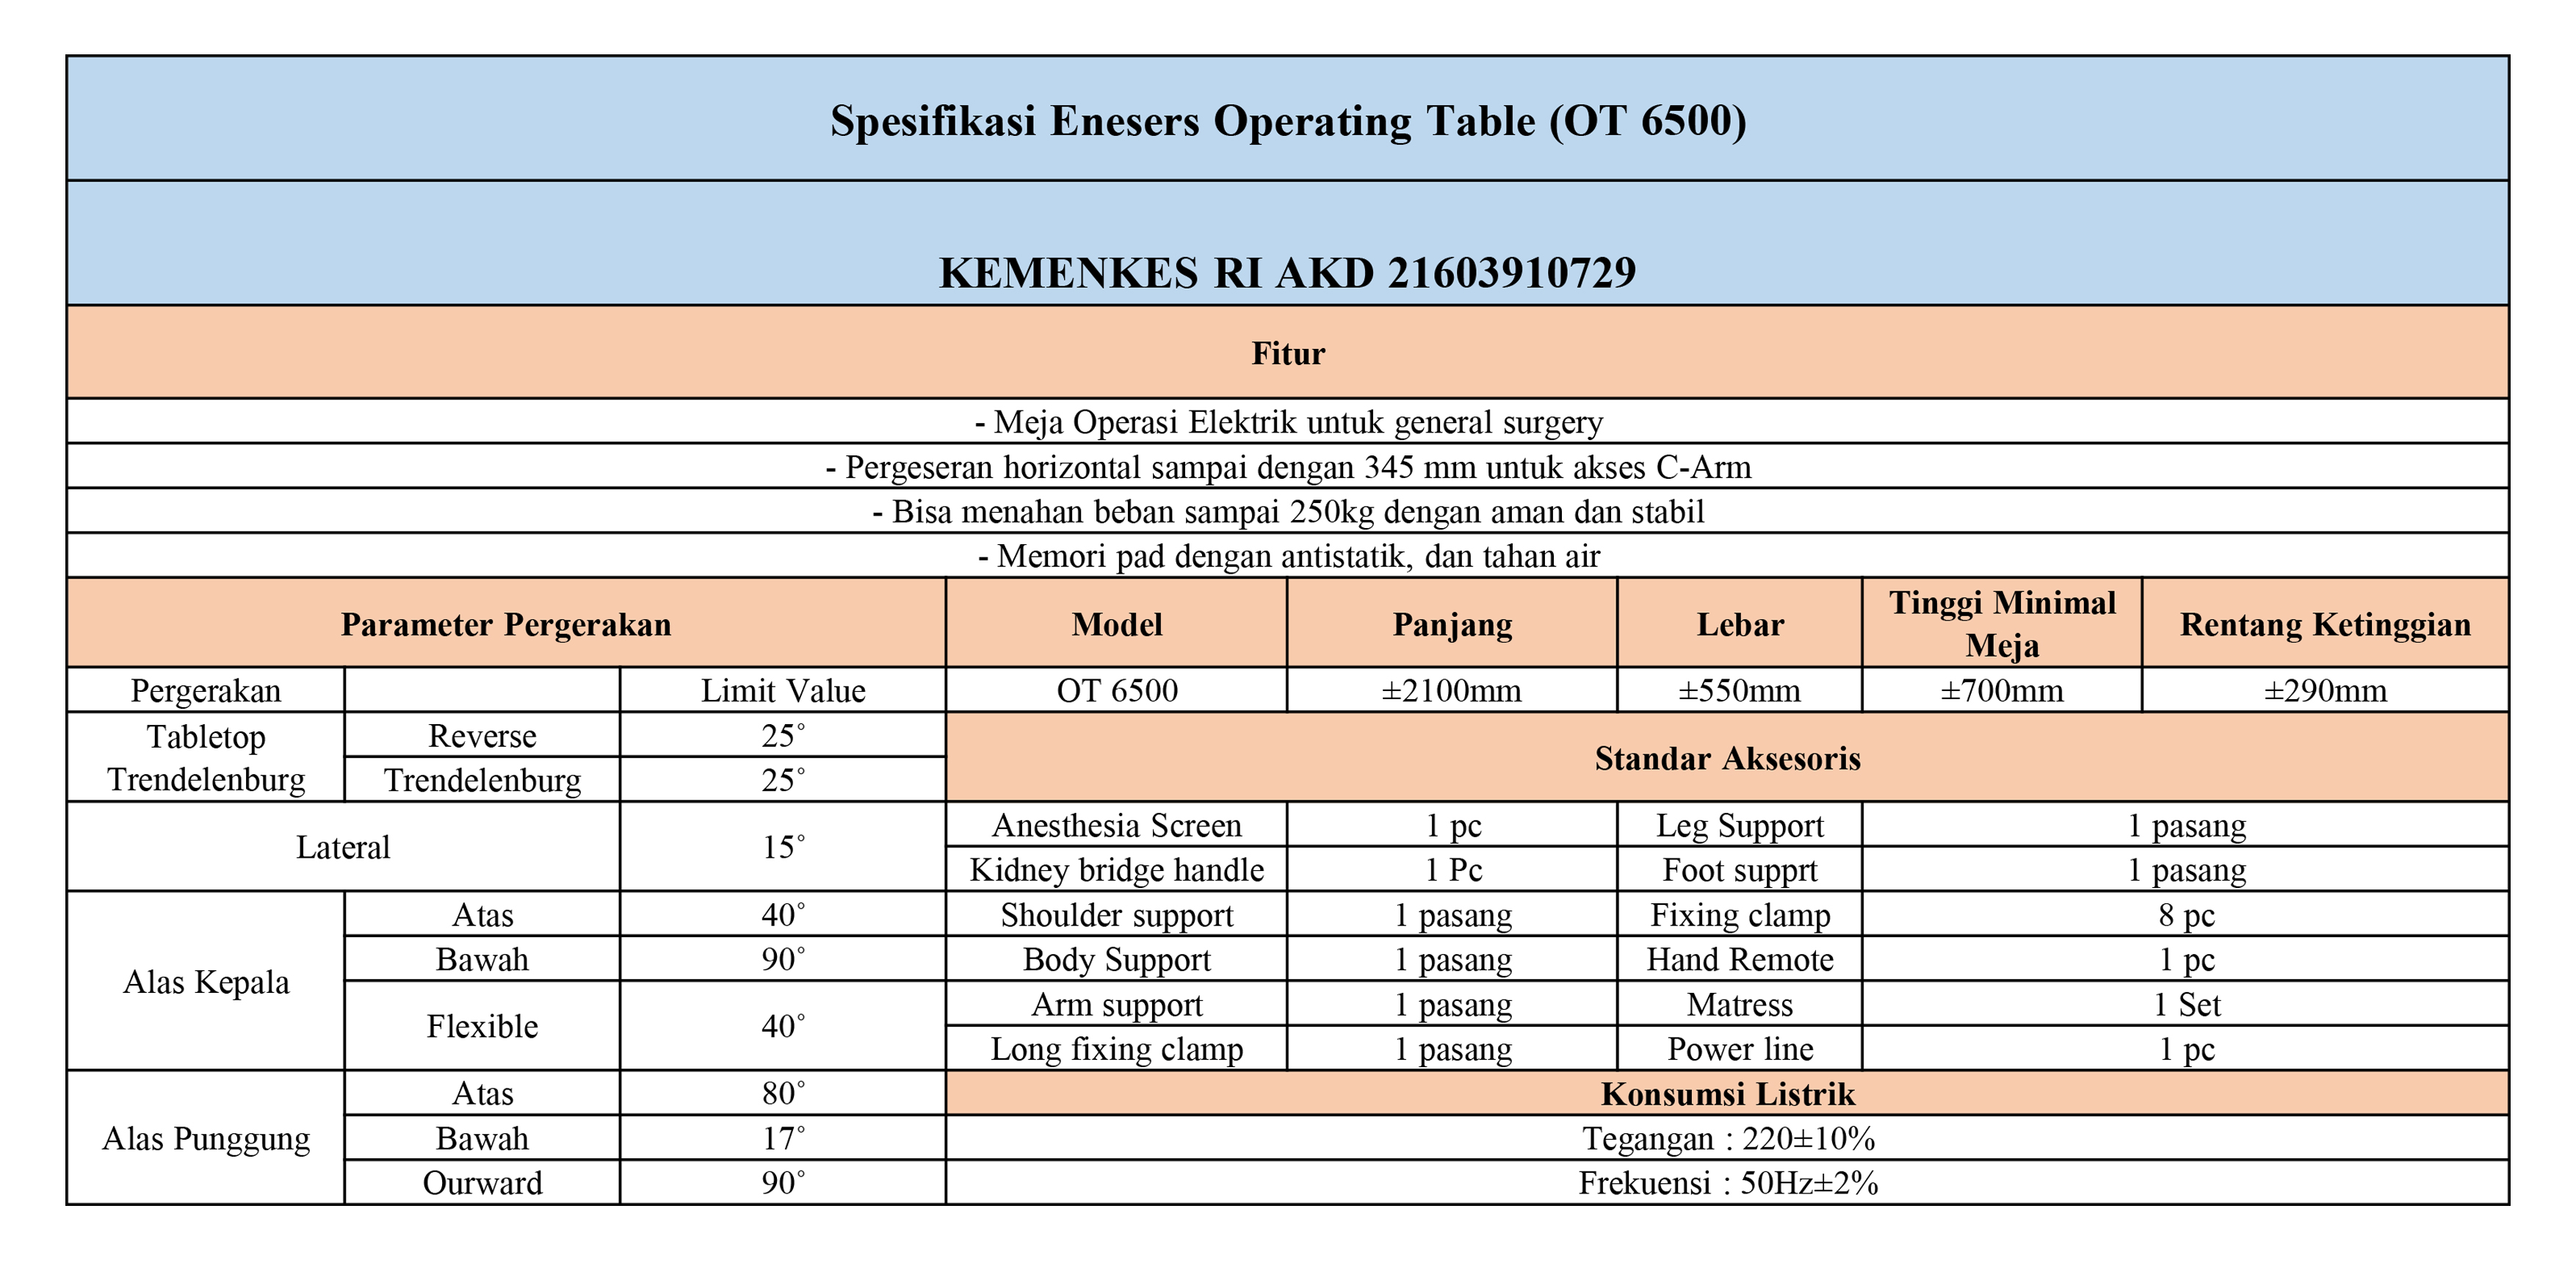 Spesifikasi Enesers Operating Table (OT 6500)
KEMENKES RI AKD 21603910729
Fitur
- Meja Operasi Elektrik untuk general surgery
- Pergeseran horizontal sampai dengan 345 mm untuk akses C-Arm
- Bisa menahan beban sampai 250kg dengan aman dan stabil
- Memori pad dengan antistatik, dan tahan air
Parameter Pergerakan Model Panjang Lebar Tinggi Minimal Meja Rentang Ketinggian
Pergerakan Limit Value OT 6500 ±2100mm ±550mm ±700mm ±290mm
Tabletop Trendelenburg Reverse 25° Standar Aksesoris
Trendelenburg 25°
Lateral 15° Anesthesia Screen 1 pc Leg Support 1 pasang
Kidney bridge handle 1 Pc Foot supprt 1 pasang
Alas Kepala Atas 40° Shoulder support 1 pasang Fixing clamp 8 pc
Bawah 90° Body Support 1 pasang Hand Remote 1 pc
Flexible 40° Arm support 1 pasang Matress 1 Set
Long fixing clamp 1 pasang Power line 1 pc
Alas Punggung Atas 80° Konsumsi Listrik
Bawah 17° Tegangan : 220±10%
Ourward 90° Frekuensi : 50Hz±2%